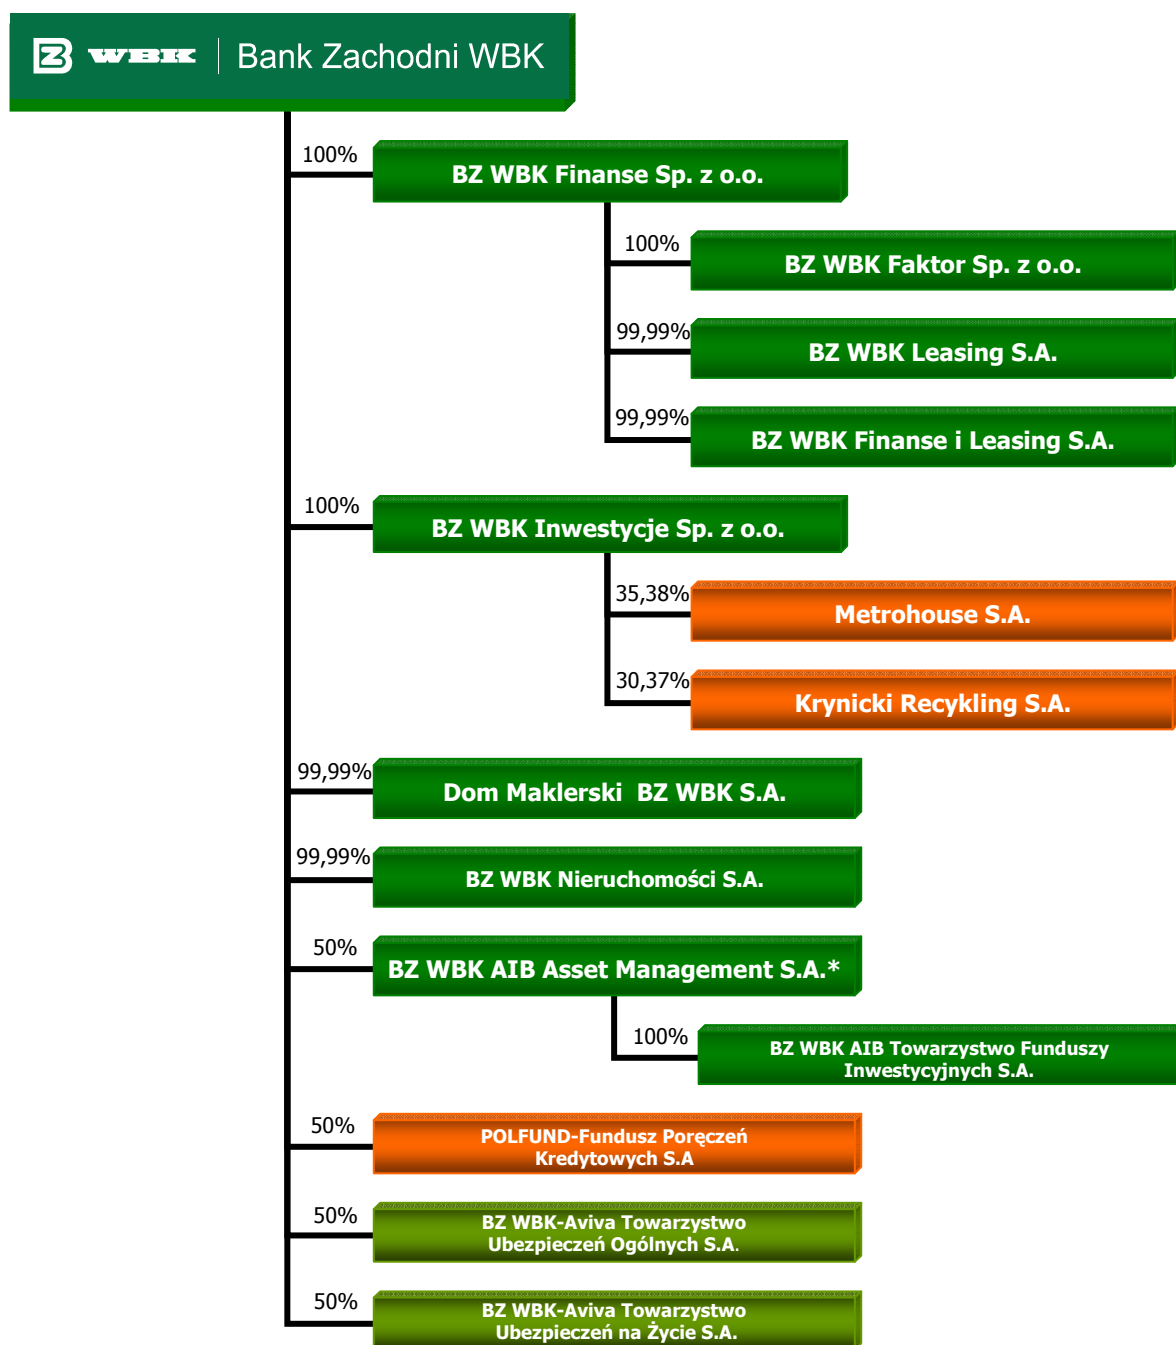 BZ WBK | Bank Zachodni WBK
100%
BZ WBK Finanse Sp. z o.o.
100%
BZ WBK Faktor Sp. z o.o.
99,99%
BZ WBK Leasing S.A.
99,99%
BZ WBK Finanse i Leasing S.A.
100%
BZ WBK Inwestycje Sp. z o.o.
35,38%
Metrohouse S.A.
30,37%
Krynicki Recykling S.A.
99,99%
Dom Maklerski BZ WBK S.A.
99,99%
BZ WBK Nieruchomości S.A.
50%
BZ WBK AIB Asset Management S.A.*
100%
BZ WBK AIB Towarzystwo Funduszy
Inwestycyjnych S.A.
50%
POLFUND-Fundusz Poręczeń
Kredytowych S.A
50%
BZ WBK-Aviva Towarzystwo
Ubezpieczeń Ogólnych S.A.
50%
BZ WBK-Aviva Towarzystwo
Ubezpieczeń na Życie S.A.